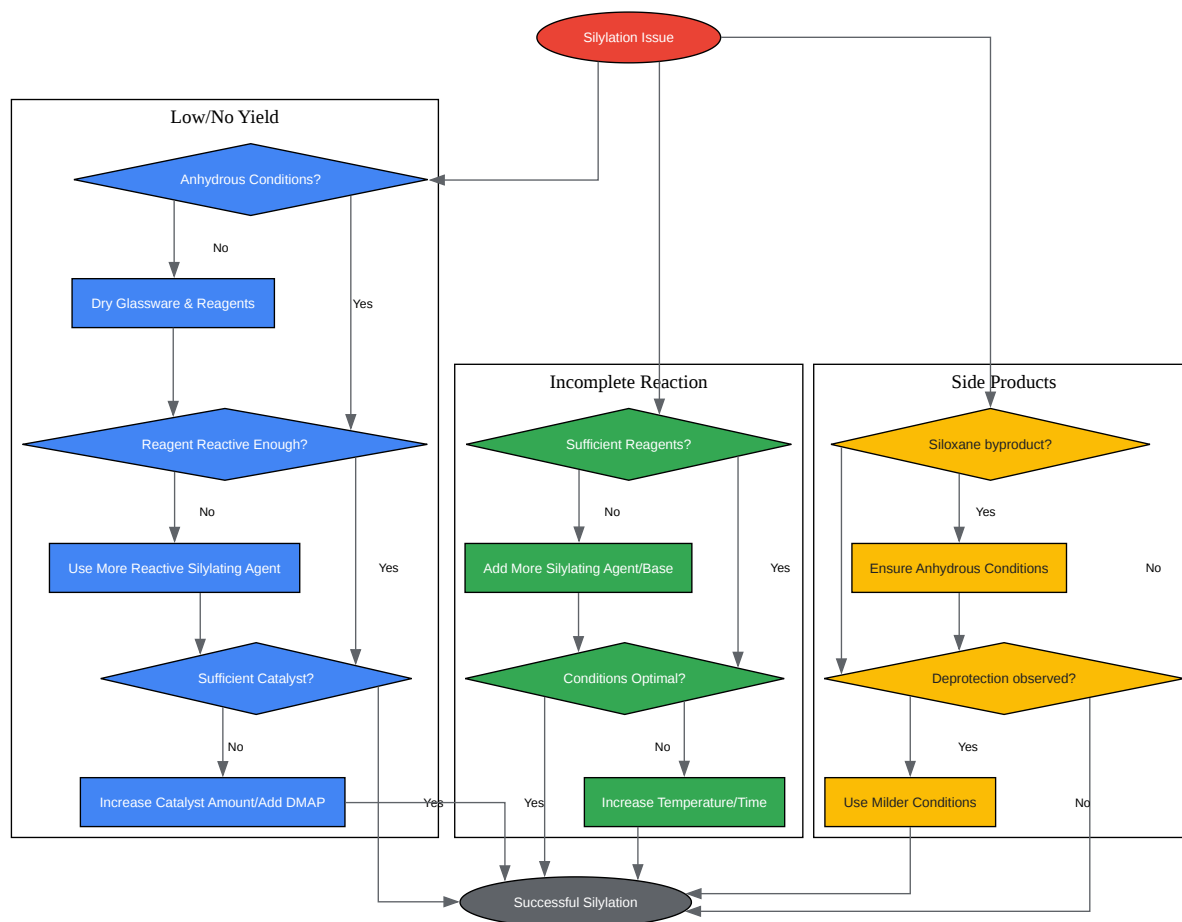 Silylation Issue
Low/No Yield
Anhydrous Conditions?
No
Dry Glassware & Reagents
Yes
Reagent Reactive Enough?
No
Use More Reactive Silylating Agent
Yes
Sufficient Catalyst?
No
Increase Catalyst Amount/Add DMAP
Yes
Incomplete Reaction
Sufficient Reagents?
No
Add More Silylating Agent/Base
Yes
Conditions Optimal?
No
Yes
Increase Temperature/Time
Side Products
Siloxane byproduct?
Yes
Ensure Anhydrous Conditions
No
Deprotection observed?
Yes
Use Milder Conditions
No
Successful Silylation